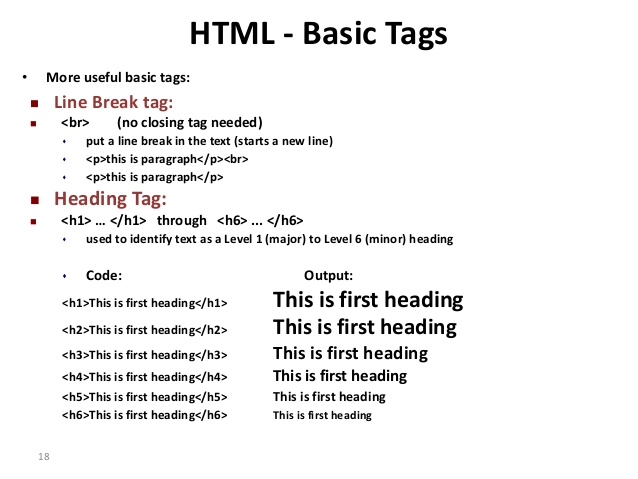 HTML - Basic Tags
• More useful basic tags:
Line Break tag:
<br> (no closing tag needed)
put a line break in the text (starts a new line)
<p>this is paragraph</p><br>
<p>this is paragraph</p>
Heading Tag:
<h1> … </h1> through <h6> ... </h6>
used to identify text as a Level 1 (major) to Level 6 (minor) heading
Code: Output:
<h1>This is first heading</h1> This is first heading
<h2>This is first heading</h2> This is first heading
<h3>This is first heading</h3> This is first heading
<h4>This is first heading</h4> This is first heading
<h5>This is first heading</h5> This is first heading
<h6>This is first heading</h6> This is first heading
18